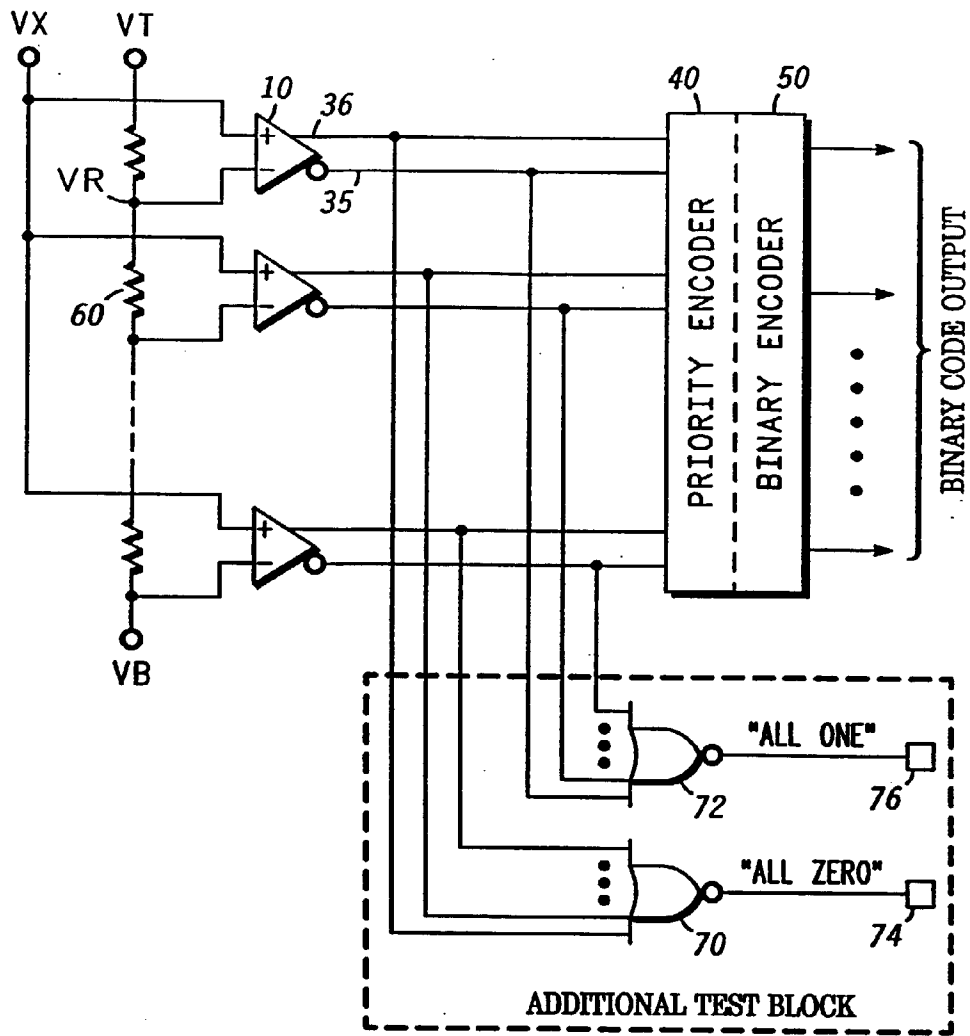 VX
VT
10
36
40
50
+
−
VR
35
+
−
60
PRIORITY ENCODER
BINARY ENCODER
BINARY CODE OUTPUT
+
−
VB
"ALL ONE"
72
76
"ALL ZERO"
70
74
ADDITIONAL TEST BLOCK